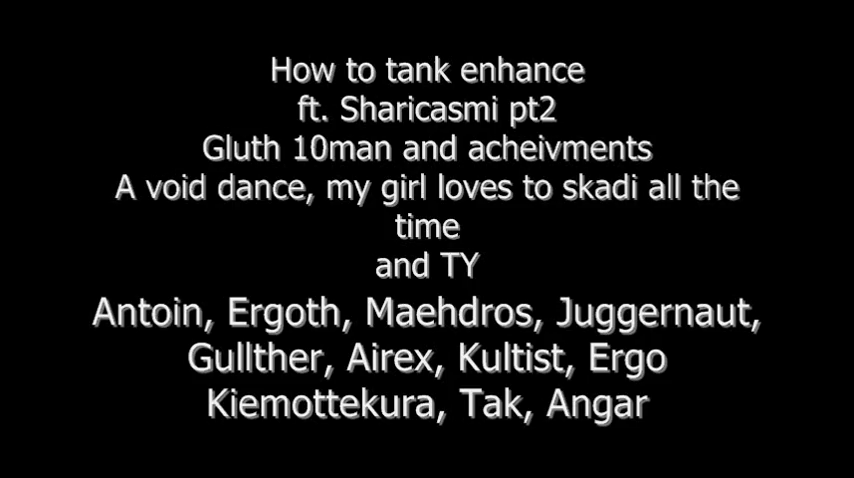 How to tank enhance
ft. Sharicasmi pt2
Gluth 10man and acheivments
A void dance, my girl loves to skadi all the
time
and TY
Antoin, Ergoth, Maehdros, Juggernaut,
Gullther, Airex, Kultist, Ergo
Kiemottekura, Tak, Angar